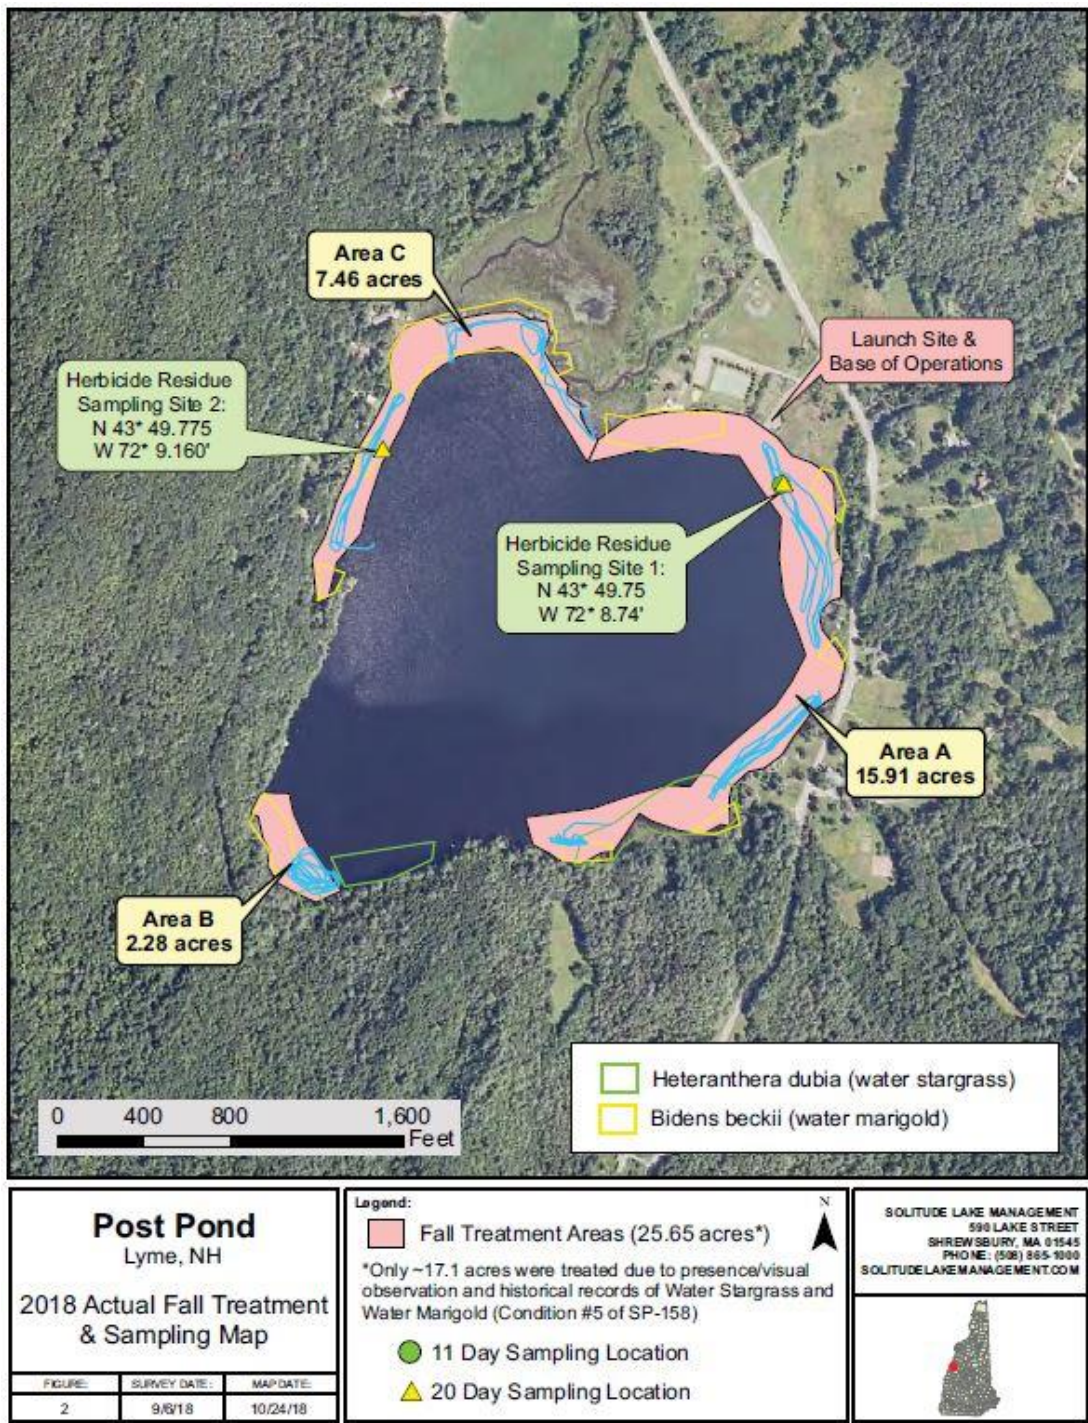 Area C
7.46 acres
Launch Site &
Base of Operations
Herbicide Residue
Sampling Site 2:
N 43* 49.775
W 72* 9.160'
Herbicide Residue
Sampling Site 1:
N 43* 49.75
W 72* 8.74'
Area A
15.91 acres
Area B
2.28 acres
Heteranthera dubia (water stargrass)
Bidens beckii (water marigold)
0 400 800 1,600
Feet
Post Pond
Lyme, NH
2018 Actual Fall Treatment
& Sampling Map
FIGURE: SURVEY DATE: MAP DATE:
2 9/6/18 10/24/18
Legend:
N
Fall Treatment Areas (25.65 acres*)
*Only ~17.1 acres were treated due to presence/visual
observation and historical records of Water Stargrass and
Water Marigold (Condition #5 of SP-158)
11 Day Sampling Location
20 Day Sampling Location
SOLITUDE LAKE MANAGEMENT
590 LAKE STREET
SHREWSBURY, MA 01545
PHONE: (508) 865-1000
SOLITUDELAKEMANAGEMENT.COM